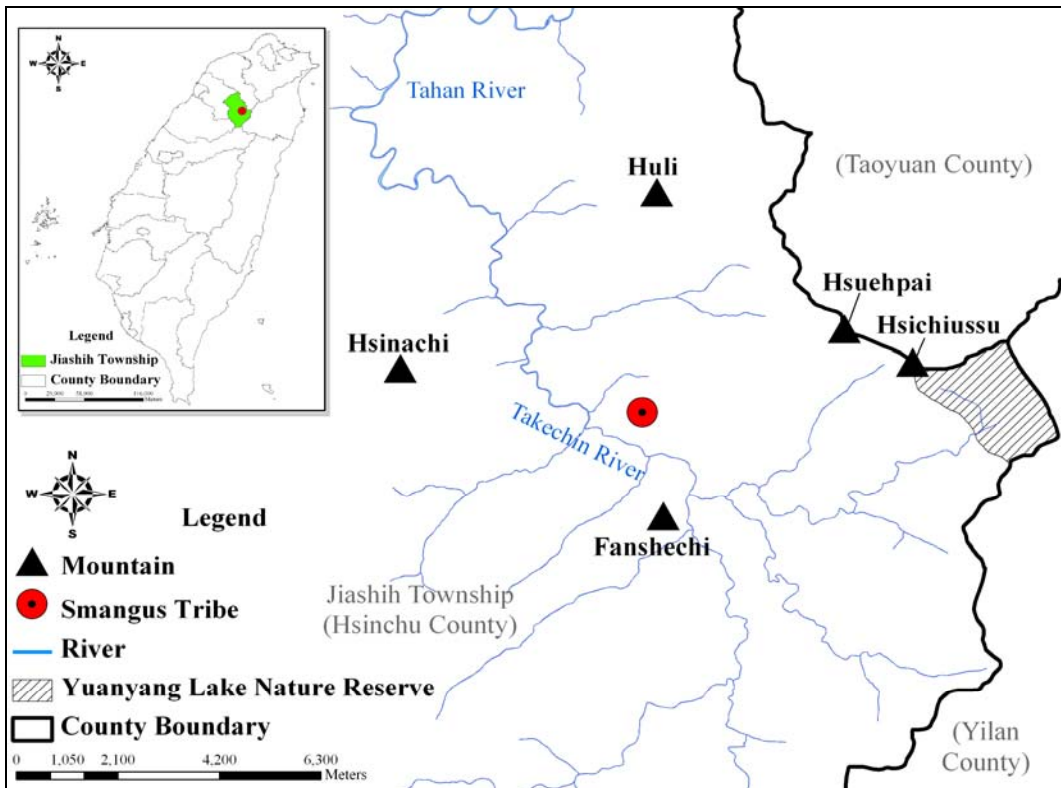 N
W E
S
Legend
Jiashih Township
County Boundary
Meters
Tahan River
Huli
(Taoyuan County)
Hsuehpai
Hsichiussu
Hsinachi
Takechin River
Fanshechi
Jiashih Township
(Hsinchu County)
(Yilan
County)
N
W E
S
Legend
Mountain
Smangus Tribe
River
Yuanyang Lake Nature Reserve
County Boundary
0 1,050 2,100 4,200 6,300
Meters